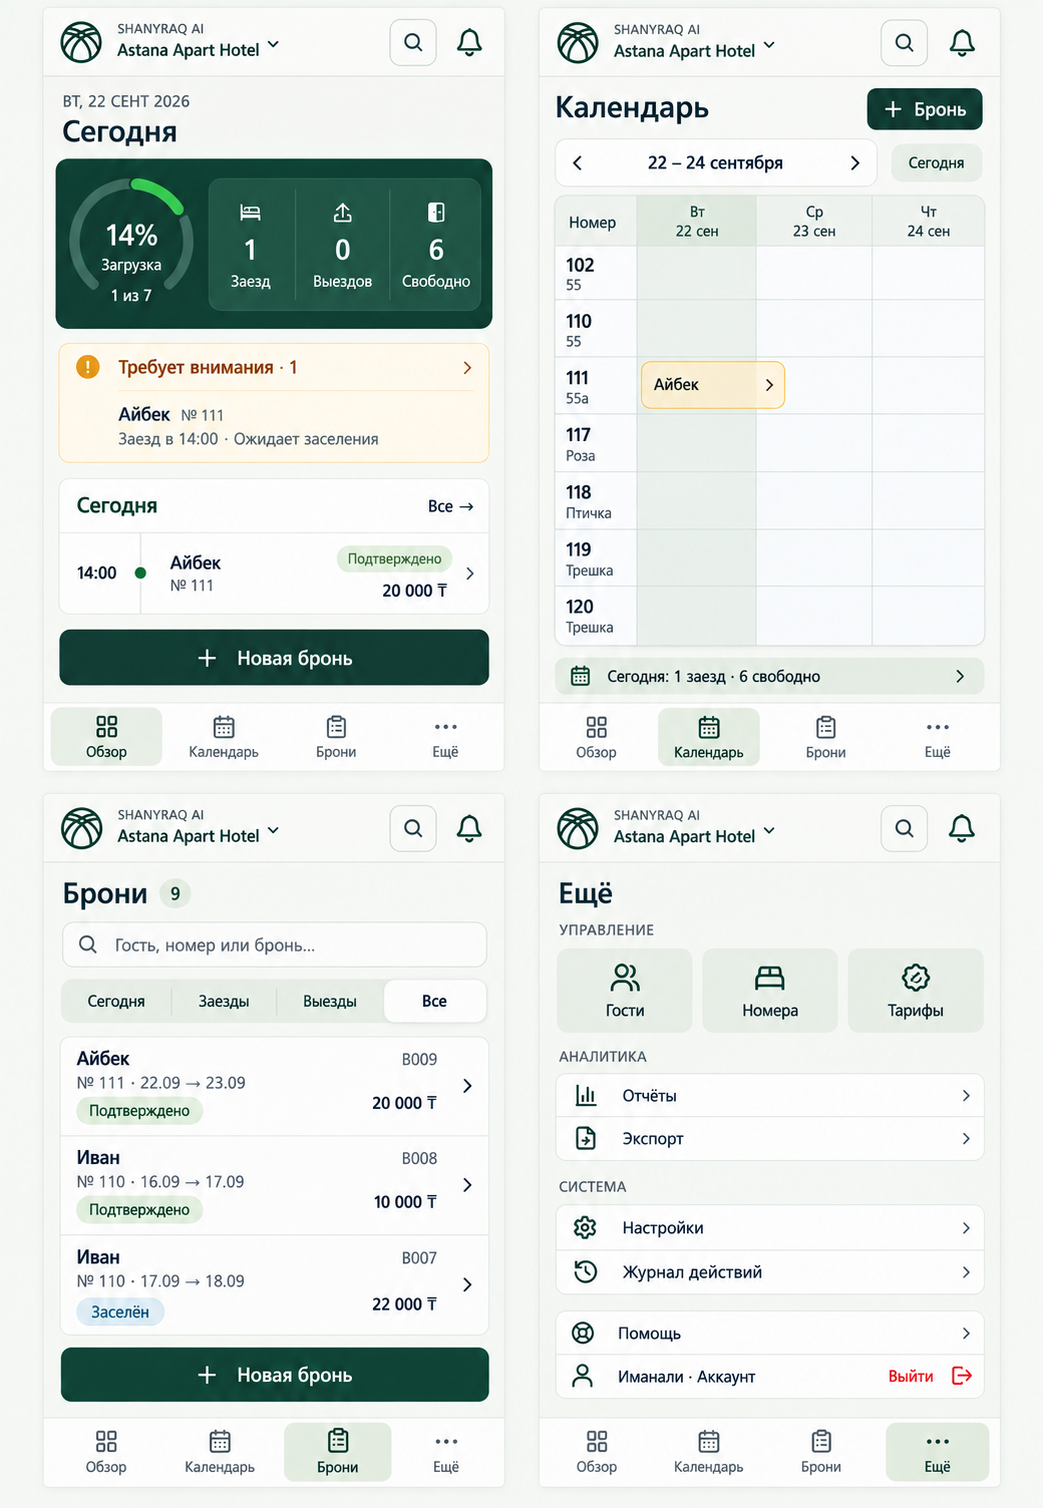 SHANYRAQ AI
Astana Apart Hotel
ВТ, 22 СЕНТ 2026
Сегодня
14%
Загрузка
1 из 7
1
Заезд
0
Выездов
6
Свободно
Требует внимания · 1
Айбек № 111
Заезд в 14:00 · Ожидает заселения
Сегодня
Все →
14:00
Айбек
№ 111
Подтверждено
20 000 ₸
+ Новая бронь
Обзор
Календарь
Брони
Ещё
SHANYRAQ AI
Astana Apart Hotel
Календарь
+ Бронь
22 – 24 сентября
Сегодня
Номер
Вт
22 сен
Ср
23 сен
Чт
24 сен
102
55
110
55
111
55a
Айбек
117
Роза
118
Птичка
119
Трешка
120
Трешка
Сегодня: 1 заезд · 6 свободно
Обзор
Календарь
Брони
Ещё
SHANYRAQ AI
Astana Apart Hotel
Брони 9
Гость, номер или бронь...
Сегодня
Заезды
Выезды
Все
Айбек
B009
№ 111 · 22.09 → 23.09
20 000 ₸
Подтверждено
Иван
B008
№ 110 · 16.09 → 17.09
10 000 ₸
Подтверждено
Иван
B007
№ 110 · 17.09 → 18.09
22 000 ₸
Заселён
+ Новая бронь
Обзор
Календарь
Брони
Ещё
SHANYRAQ AI
Astana Apart Hotel
Ещё
УПРАВЛЕНИЕ
Гости
Номера
Тарифы
АНАЛИТИКА
Отчёты
Экспорт
СИСТЕМА
Настройки
Журнал действий
Помощь
Иманали · Аккаунт
Выйти
Обзор
Календарь
Брони
Ещё